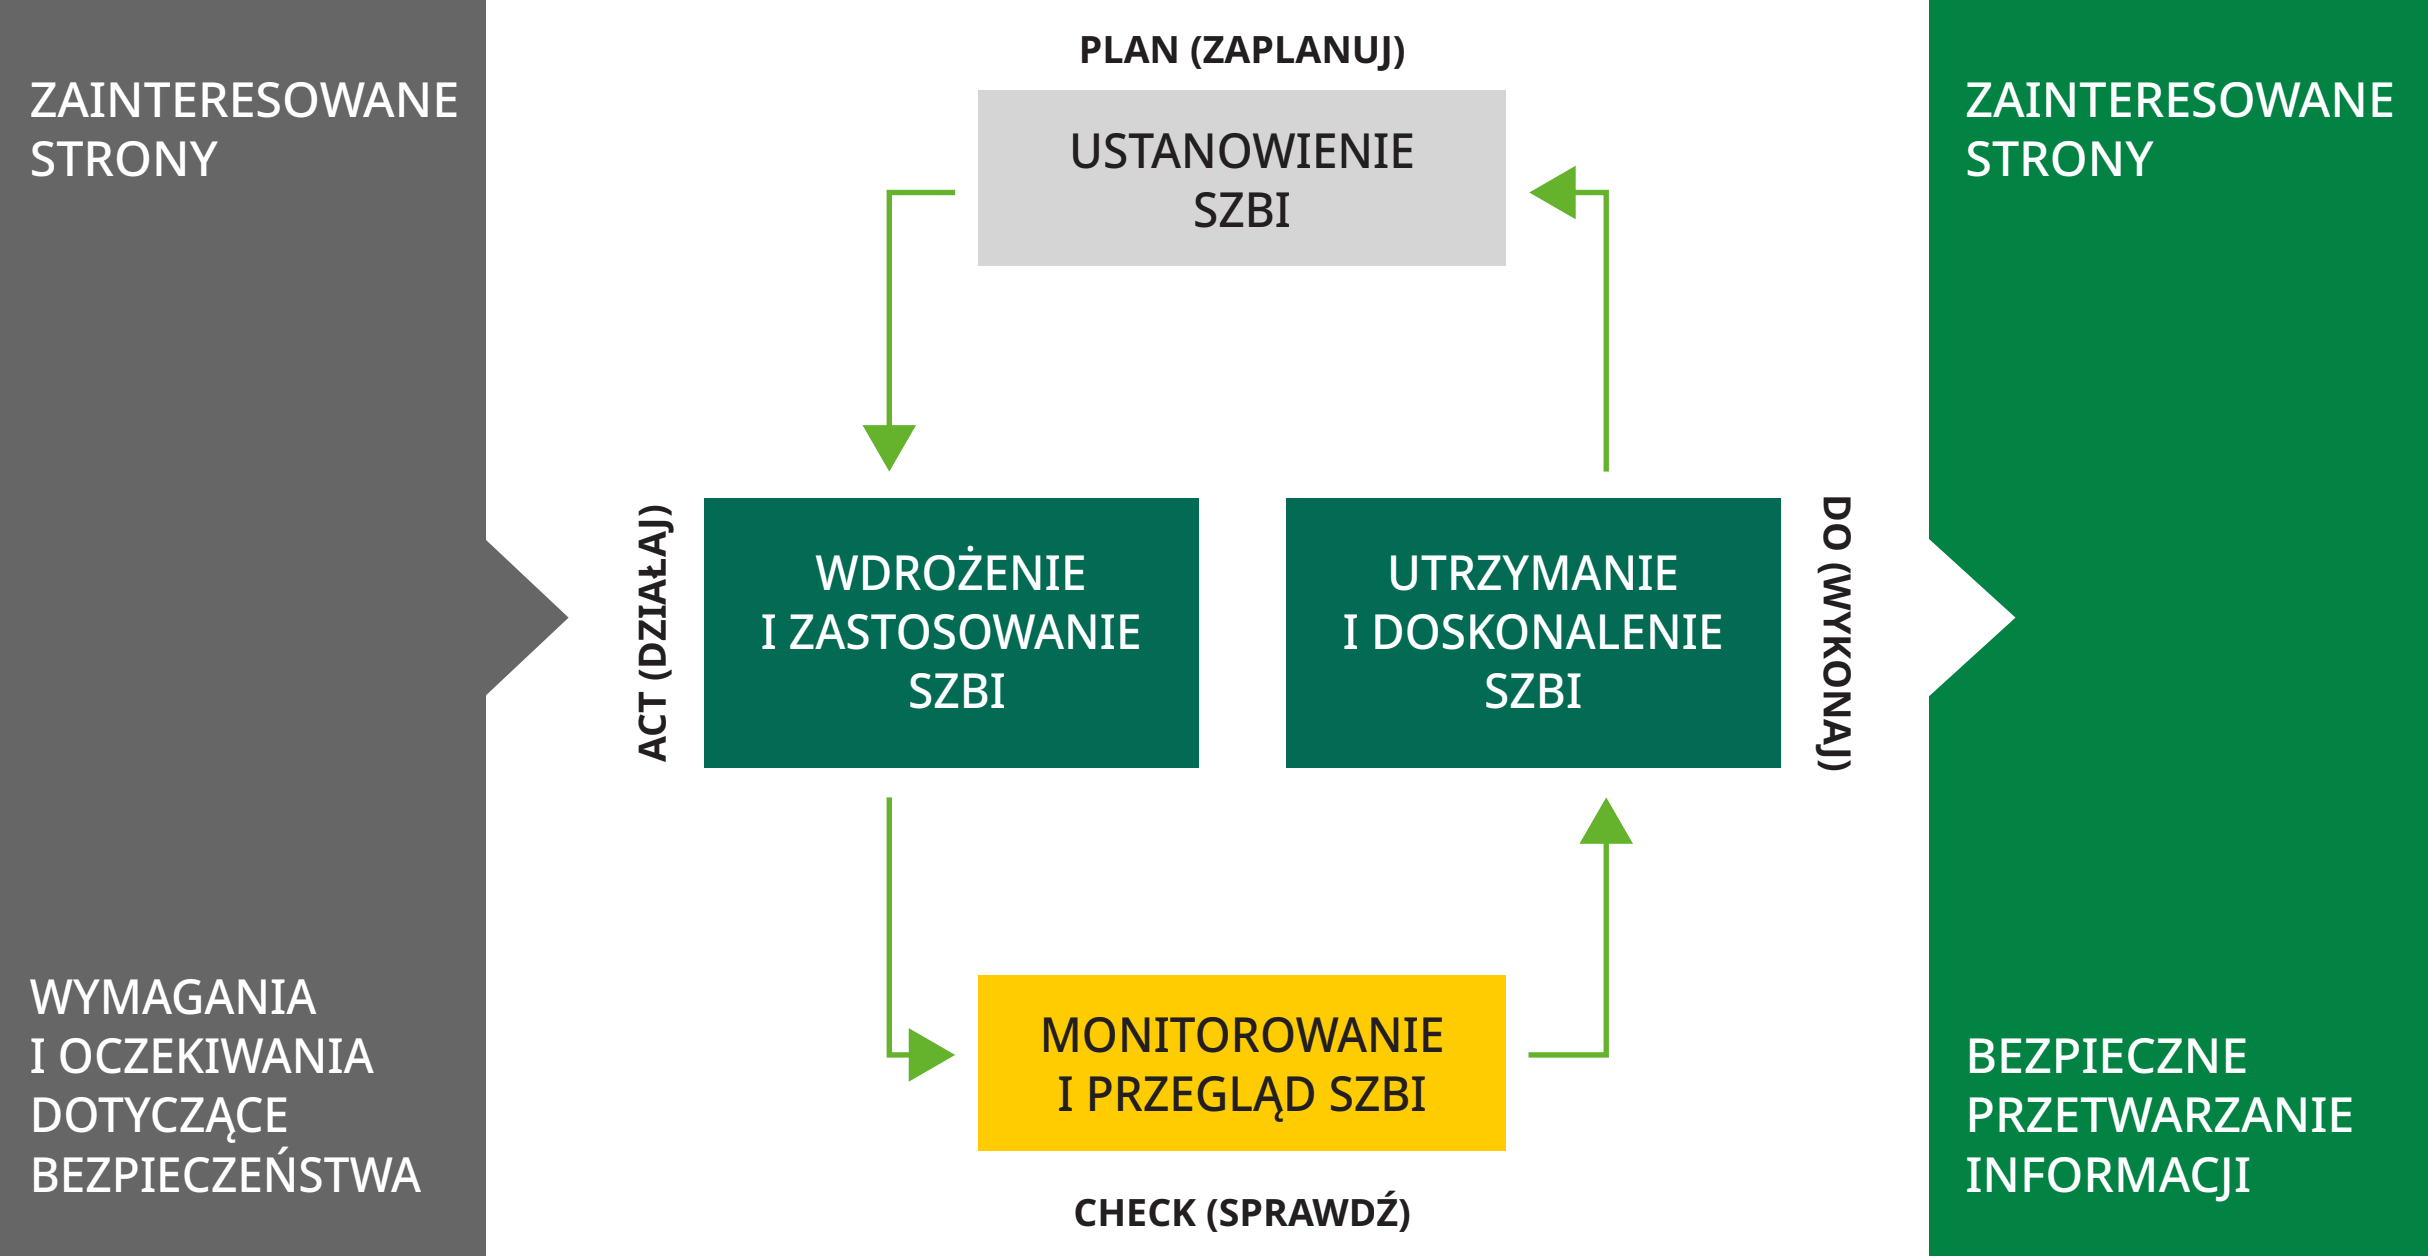 ZAINTERESOWANE
STRONY
WYMAGANIA
I OCZEKIWANIA
DOTYCZĄCE
BEZPIECZEŃSTWA
PLAN (ZAPLANUJ)
USTANOWIENIE
SZBI
ACT (DZIAŁAJ)
WDROŻENIE
I ZASTOSOWANIE
SZBI
UTRZYMANIE
I DOSKONALENIE
SZBI
DO (WYKONAJ)
MONITOROWANIE
I PRZEGLĄD SZBI
CHECK (SPRAWDŹ)
ZAINTERESOWANE
STRONY
BEZPIECZNE
PRZETWARZANIE
INFORMACJI